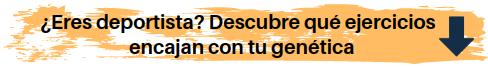 ¿Eres deportista? Descubre qué ejercicios
encajan con tu genética